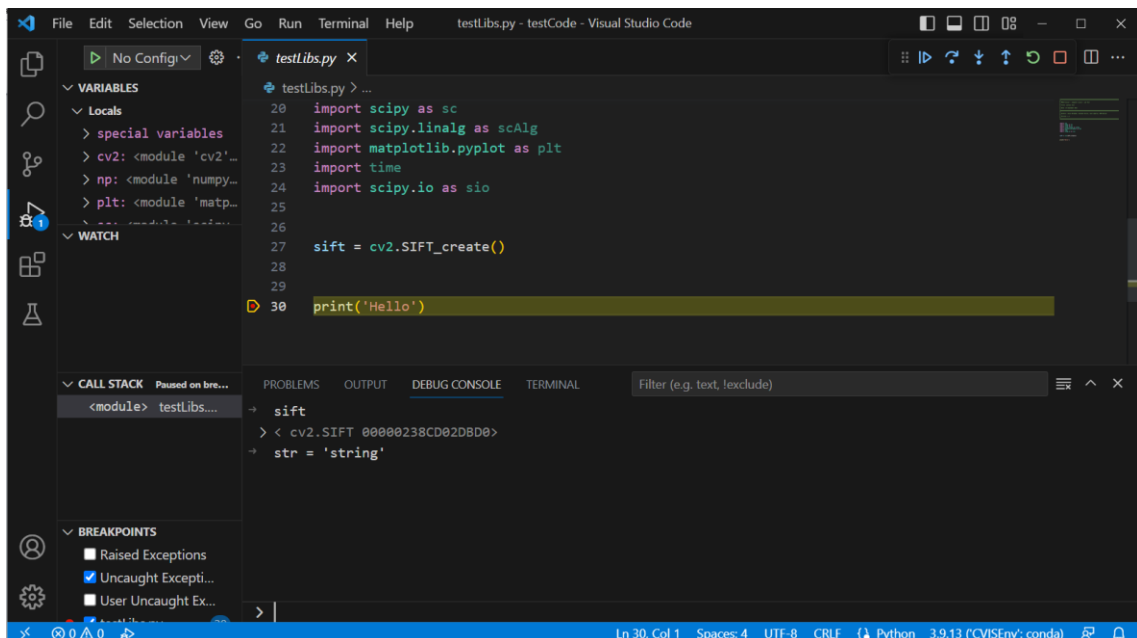 File Edit Selection View Go Run Terminal Help testLibs.py - testCode - Visual Studio Code
No Config
testLibs.py
VARIABLES
Locals
special variables
cv2: <module 'cv2'...
np: <module 'numpy...
plt: <module 'matp...
WATCH
CALL STACK Paused on bre...
<module> testLibs....
BREAKPOINTS
Raised Exceptions
Uncaught Excepti...
User Uncaught Ex...
1
testLibs.py > ...
20 import scipy as sc
21 import scipy.linalg as scAlg
22 import matplotlib.pyplot as plt
23 import time
24 import scipy.io as sio
25
26
27 sift = cv2.SIFT_create()
28
29
30 print('Hello')
PROBLEMS OUTPUT DEBUG CONSOLE TERMINAL Filter (e.g. text, !exclude)
→ sift
> < cv2.SIFT 00000238CD02DBD0>
→ str = 'string'
>
0 0 Ln 30, Col 1 Spaces: 4 UTF-8 CRLF Python 3.9.13 ('CVISEnv': conda)